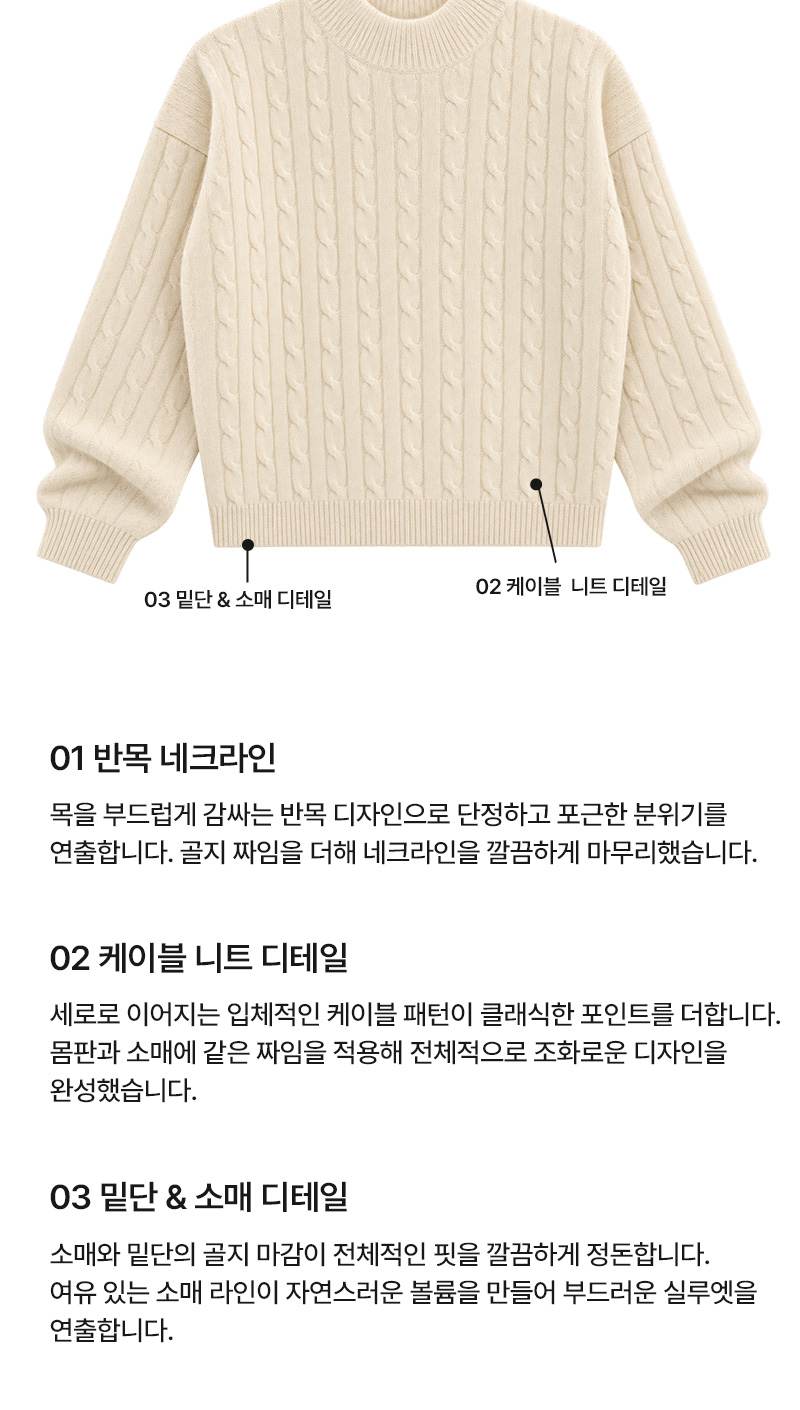 03 밑단 & 소매 디테일
02 케이블 니트 디테일
01 반목 네크라인
목을 부드럽게 감싸는 반목 디자인으로 단정하고 포근한 분위기를
연출합니다. 골지 짜임을 더해 네크라인을 깔끔하게 마무리했습니다.
02 케이블 니트 디테일
세로로 이어지는 입체적인 케이블 패턴이 클래식한 포인트를 더합니다.
몸판과 소매에 같은 짜임을 적용해 전체적으로 조화로운 디자인을
완성했습니다.
03 밑단 & 소매 디테일
소매와 밑단의 골지 마감이 전체적인 핏을 깔끔하게 정돈합니다.
여유 있는 소매 라인이 자연스러운 볼륨을 만들어 부드러운 실루엣을
연출합니다.